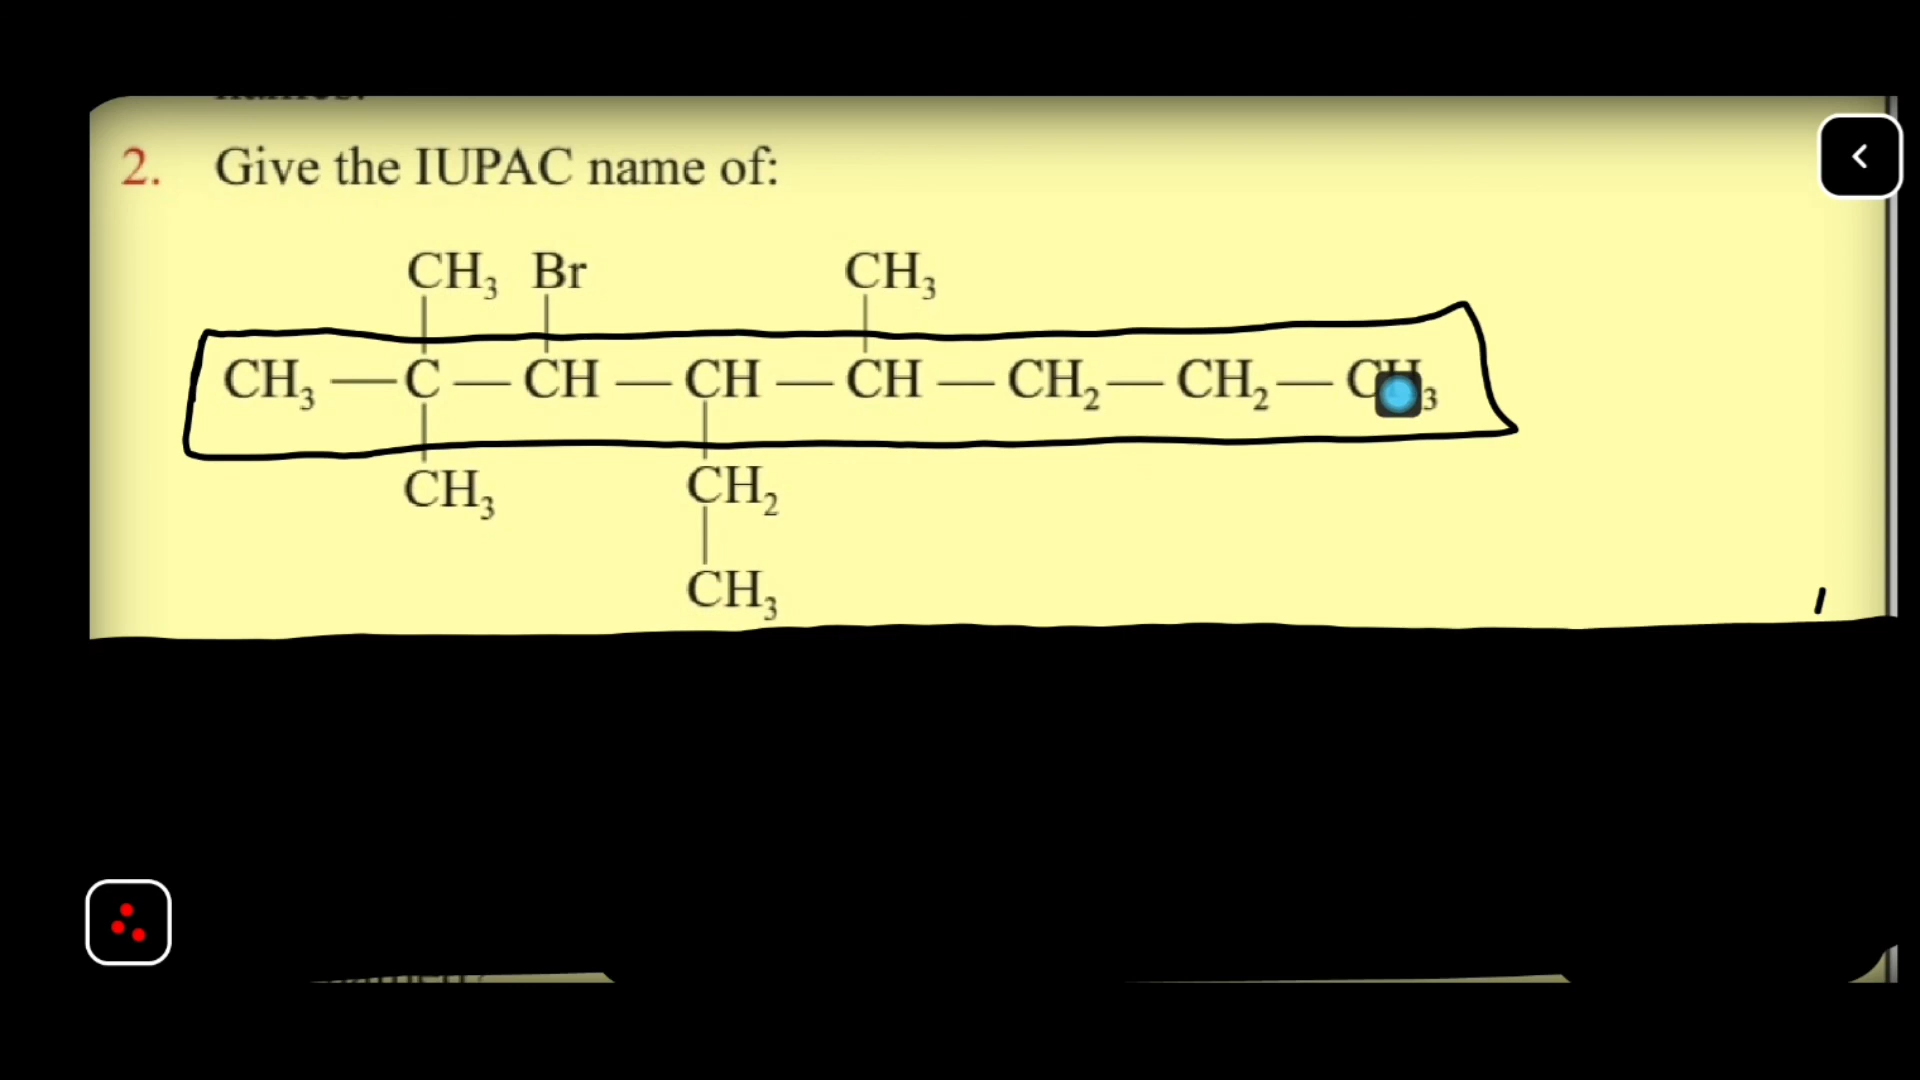 2. Give the IUPAC name of:
CH₃ Br CH₃
CH₃ — C — CH — CH — CH — CH₂ — CH₂ — CH₃
CH₃ CH₂
CH₃